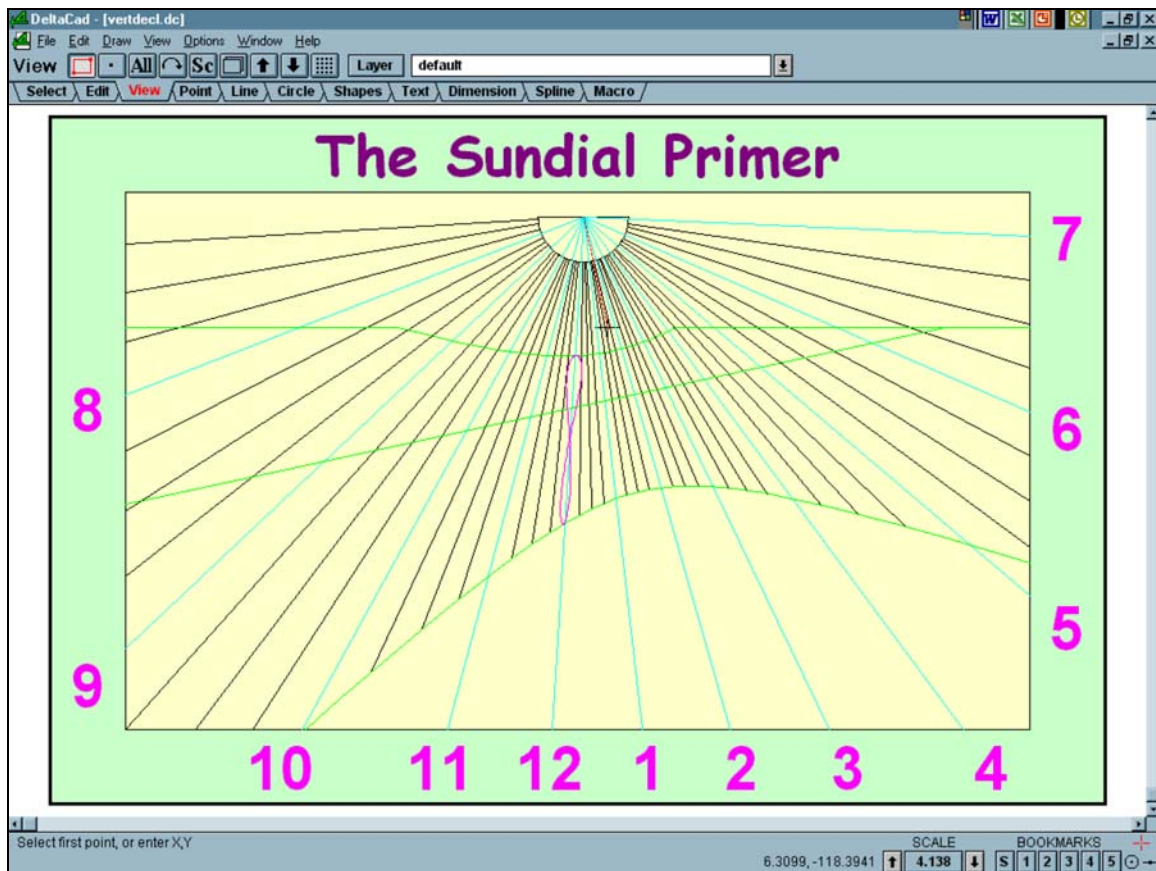 DeltaCad - [vertdecl.dc]
File Edit Draw View Options Window Help
View All Sc Layer default
Select Edit View Point Line Circle Shapes Text Dimension Spline Macro
The Sundial Primer
7
8
6
5
9
10 11 12 1 2 3 4
Select first point, or enter X,Y
SCALE BOOKMARKS
6.3099,-118.3941 4.138 S 1 2 3 4 5